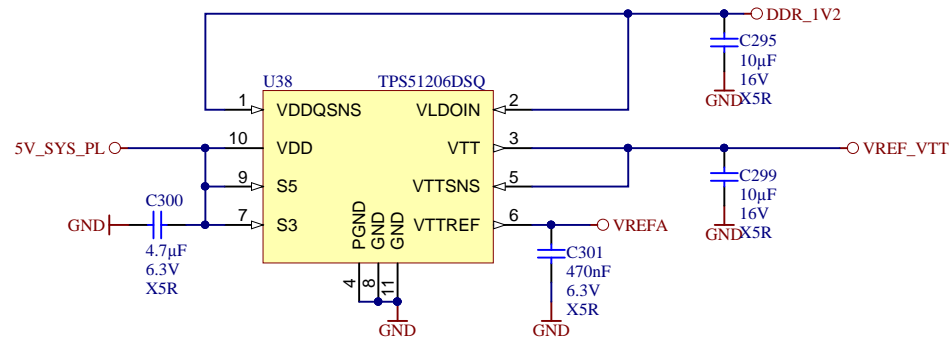 DDR_1V2
C295
10µF
16V
X5R
GND
U38 TPS51206DSQ
1 VDDQSNS VLDOIN 2
5V_SYS_PL 10 VDD VTT 3 VREF_VTT
9 S5 VTTSNS 5
C299
10µF
16V
X5R
GND
C300
GND
4.7µF
6.3V
X5R
7 S3 VTTREF 6 VREFA
PGND
GND
GND
4
8
11
GND
C301
470nF
6.3V
X5R
GND